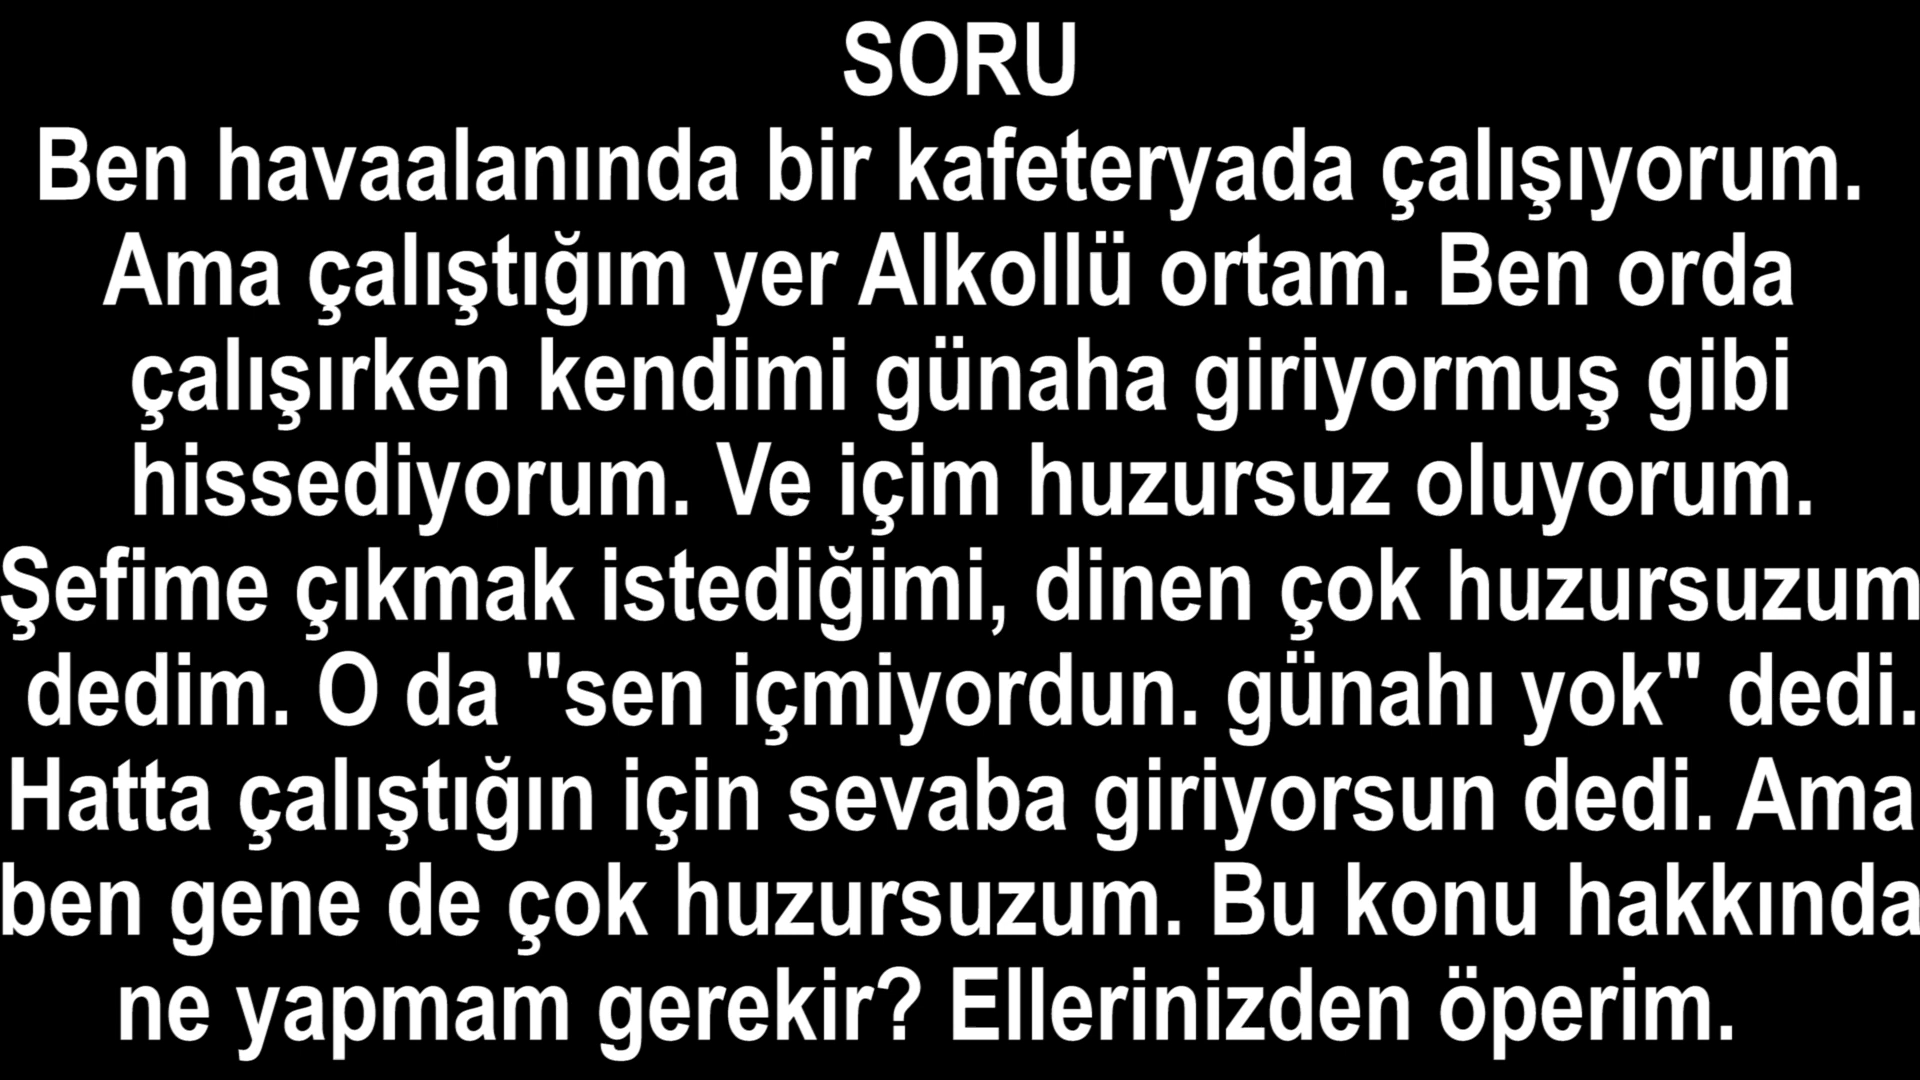 SORU
Ben havaalanında bir kafeteryada çalışıyorum.
Ama çalıştığım yer Alkollü ortam. Ben orda
çalışırken kendimi günaha giriyormuş gibi
hissediyorum. Ve içim huzursuz oluyorum.
Şefime çıkmak istediğimi, dinen çok huzursuzum
dedim. O da "sen içmiyordun. günahı yok" dedi.
Hatta çalıştığın için sevaba giriyorsun dedi. Ama
ben gene de çok huzursuzum. Bu konu hakkında
ne yapmam gerekir? Ellerinizden öperim.